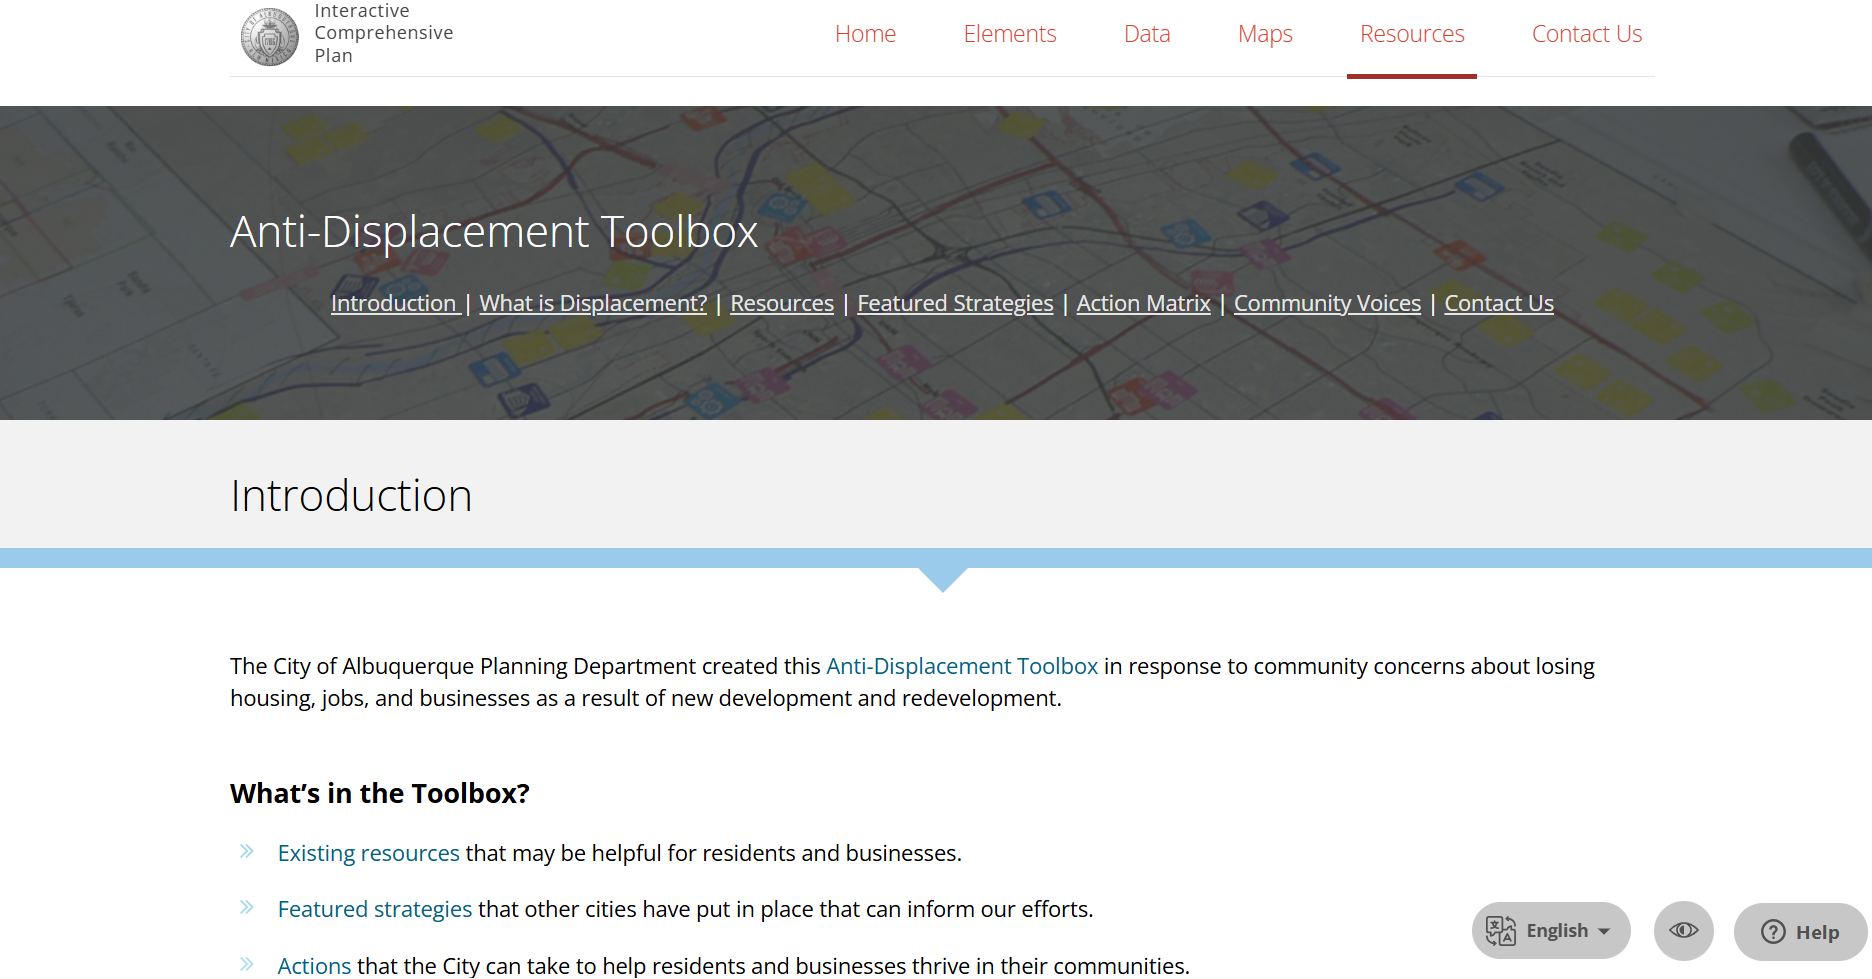 Interactive
Comprehensive
Plan
Home Elements Data Maps Resources Contact Us
Anti-Displacement Toolbox
Introduction | What is Displacement? | Resources | Featured Strategies | Action Matrix | Community Voices | Contact Us
Introduction
The City of Albuquerque Planning Department created this Anti-Displacement Toolbox in response to community concerns about losing
housing, jobs, and businesses as a result of new development and redevelopment.
What’s in the Toolbox?
Existing resources that may be helpful for residents and businesses.
Featured strategies that other cities have put in place that can inform our efforts.
Actions that the City can take to help residents and businesses thrive in their communities.
English
Help